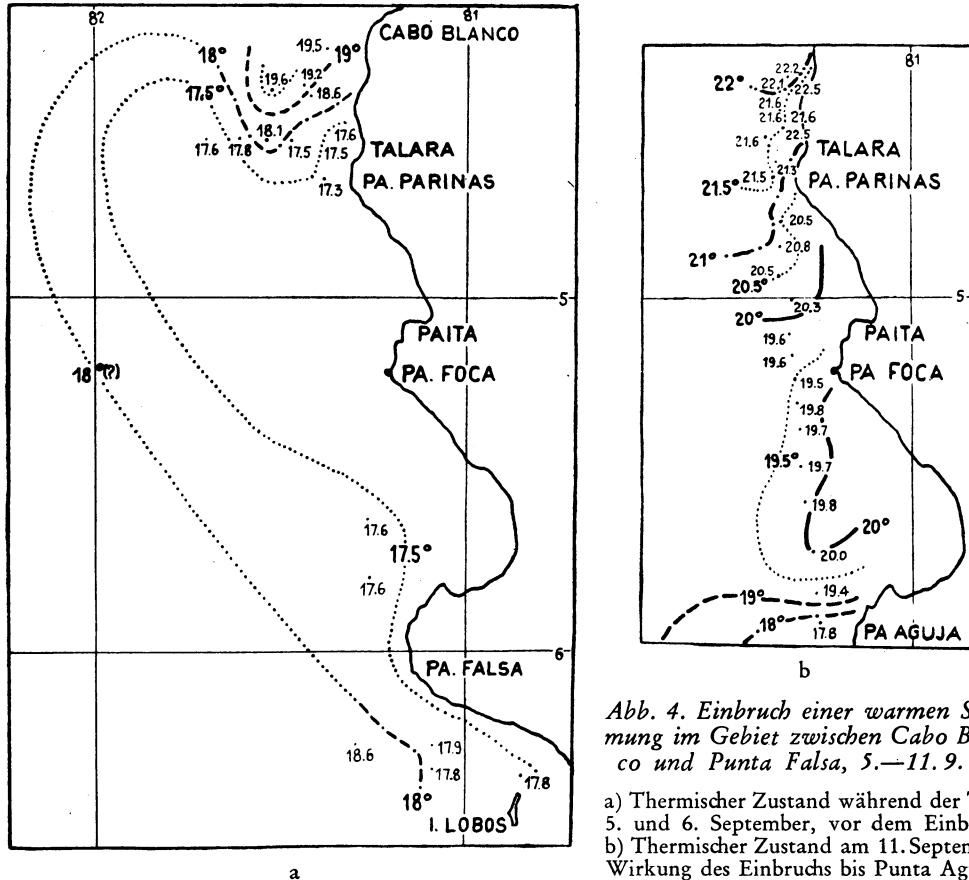 82
81
CABO BLANCO
18°
19.5
19°
17.5°
19.6
19.2
18.6
18.1
17.6
17.6
17.8
17.5
17.5
TALARA
17.3
PA. PARINAS
5
PAITA
18°(?)
PA. FOCA
17.6
17.5°
17.6
6
PA. FALSA
18.6
17.9
17.8
17.8
18°
I. LOBOS
a
81
22.2
22°
22.1
22.5
21.6
21.6
21.6
21.6
22.5
TALARA
21.5°
21.5
21.3
PA. PARINAS
20.5
20.8
21°
20.5
20.5°
5
20.3
20°
19.6
PAITA
19.6
19.5
PA FOCA
19.8
19.7
19.5°
19.7
19.8
20°
20.0
19.4
19°
18°
17.8
PA AGUJA
b
Abb. 4. Einbruch einer warmen S
mung im Gebiet zwischen Cabo B
co und Punta Falsa, 5.—11. 9.
a) Thermischer Zustand während der T
5. und 6. September, vor dem Einb
b) Thermischer Zustand am 11. Septem
Wirkung des Einbruchs bis Punta Ag